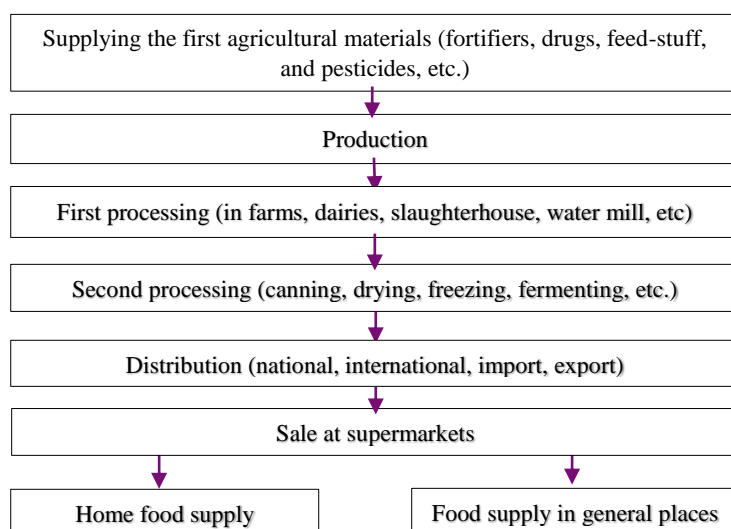 Supplying the first agricultural materials (fortifiers, drugs, feed-stuff,
and pesticides, etc.)
Production
First processing (in farms, dairies, slaughterhouse, water mill, etc)
Second processing (canning, drying, freezing, fermenting, etc.)
Distribution (national, international, import, export)
Sale at supermarkets
Home food supply
Food supply in general places